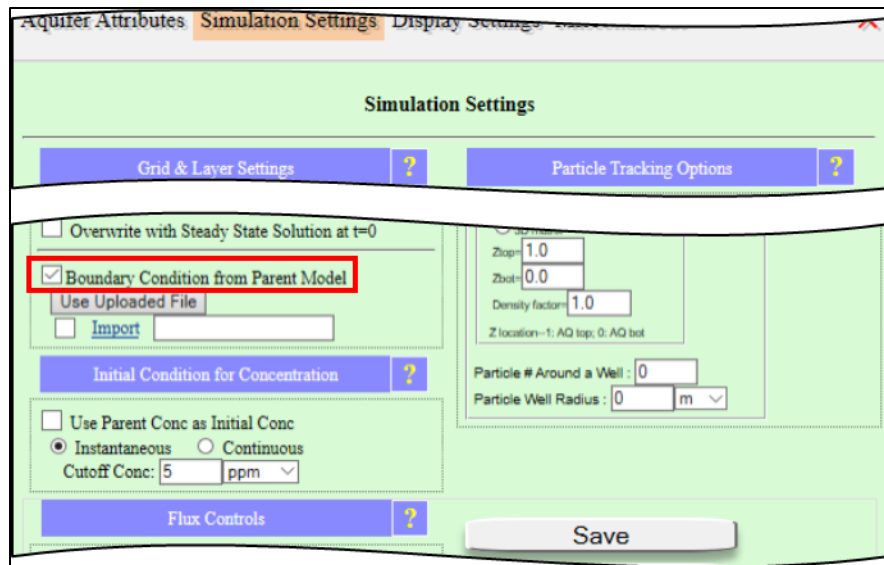 Aquifer Attributes Simulation Settings Display Settings
Simulation Settings
Grid & Layer Settings ?
Overwrite with Steady State Solution at t=0
Boundary Condition from Parent Model
Use Uploaded File
Import
Initial Condition for Concentration ?
Use Parent Conc as Initial Conc
Instantaneous Continuous
Cutoff Conc: 5 ppm
Flux Controls ?
Particle Tracking Options ?
Ztop= 1.0
Zbot= 0.0
Density factor= 1.0
Z location--1: AQ top; 0: AQ bot
Particle # Around a Well : 0
Particle Well Radius : 0 m
Save